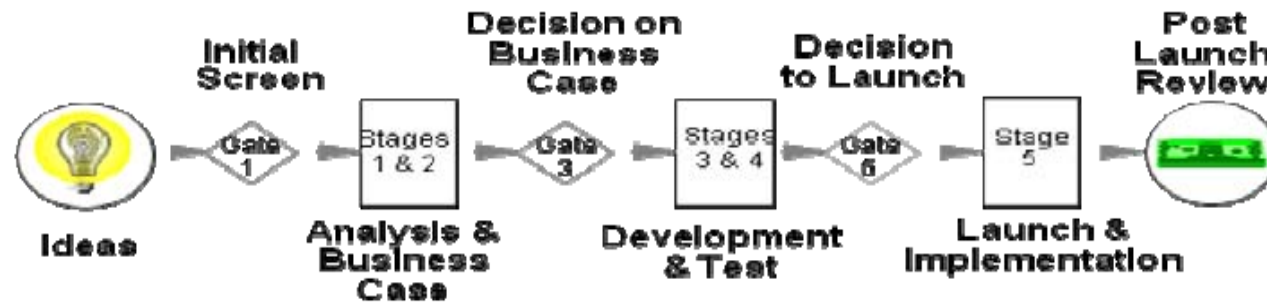 Initial
Screen
Decision on
Business
Case
Decision
to Launch
Post
Launch
Review
Gate
1
Stages
1 & 2
Gate
3
Stages
3 & 4
Gate
5
Stage
5
Ideas
Analysis &
Business
Case
Development
& Test
Launch &
Implementation